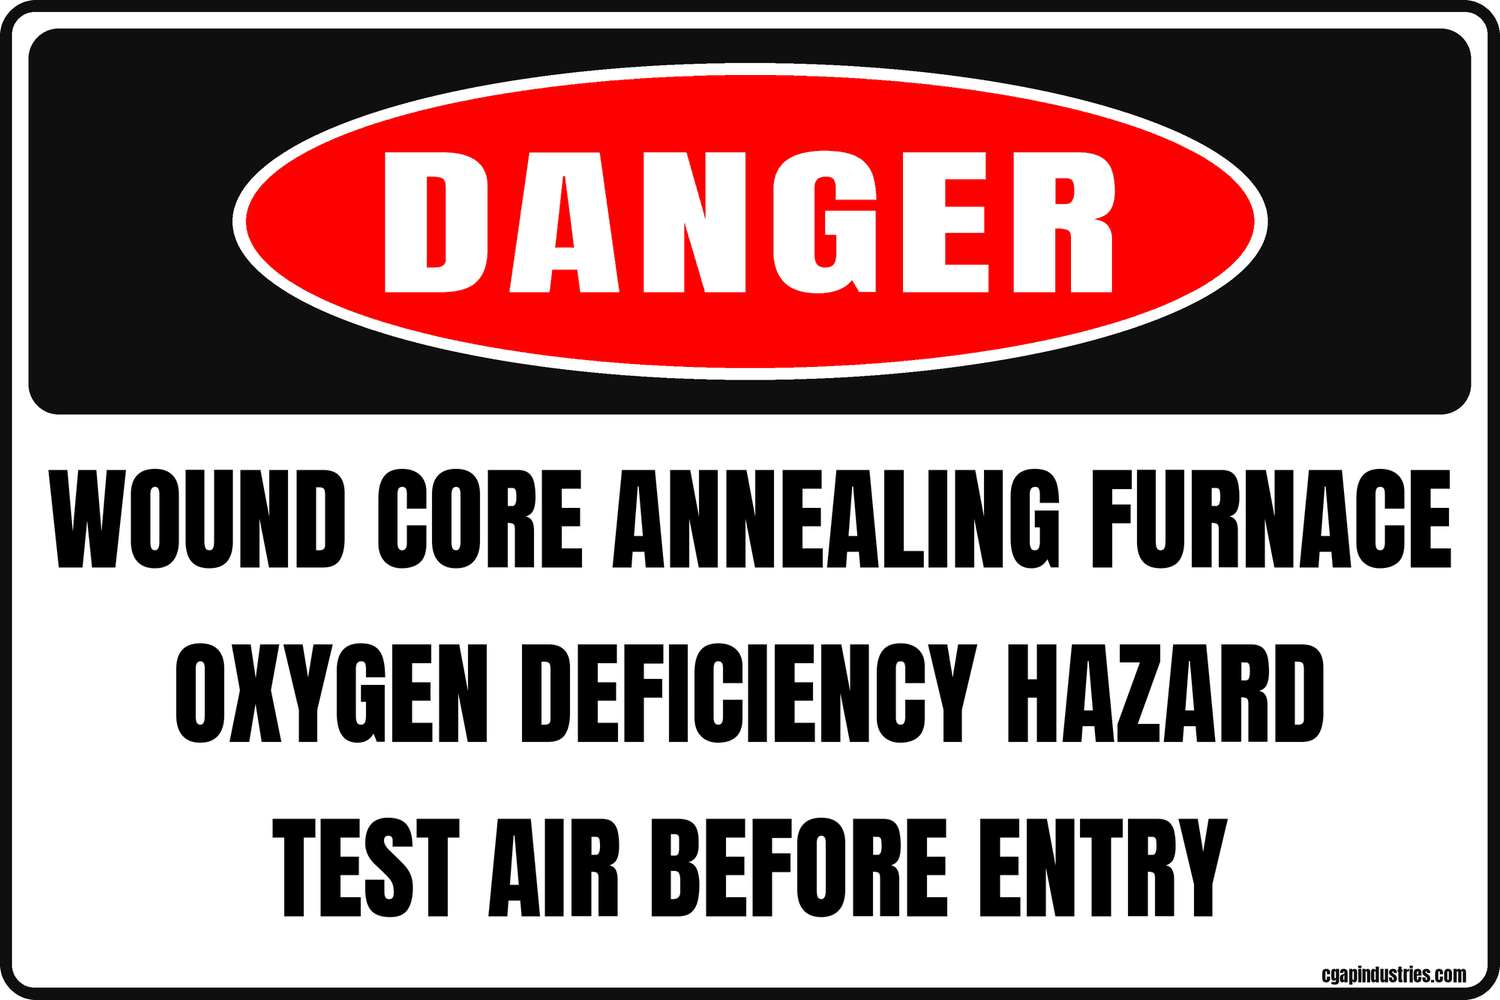 DANGER
WOUND CORE ANNEALING FURNACE
OXYGEN DEFICIENCY HAZARD
TEST AIR BEFORE ENTRY
cgapindustries.com